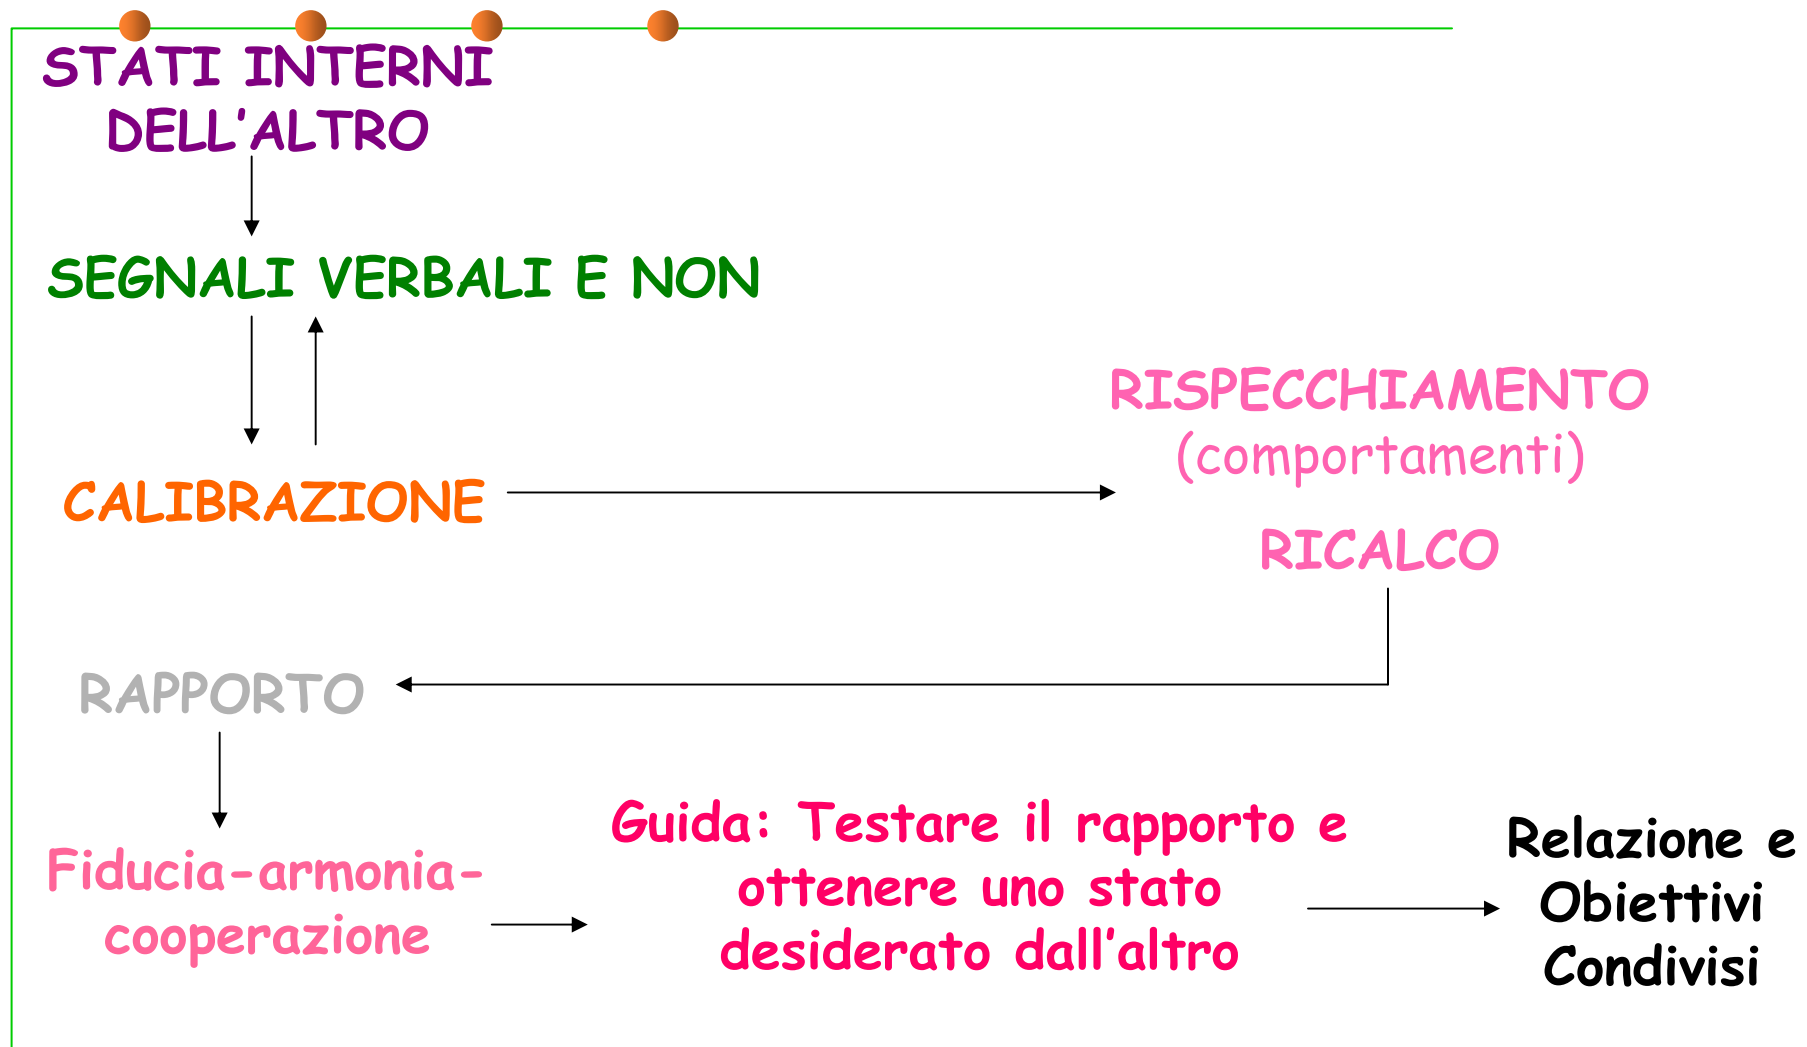 STATI INTERNI
DELL'ALTRO
SEGNALI VERBALI E NON
RISPECCHIAMENTO
(comportamenti)
CALIBRAZIONE
RICALCO
RAPPORTO
Fiducia-armonia-
cooperazione
Guida: Testare il rapporto e
ottenere uno stato
desiderato dall'altro
Relazione e
Obiettivi
Condivisi